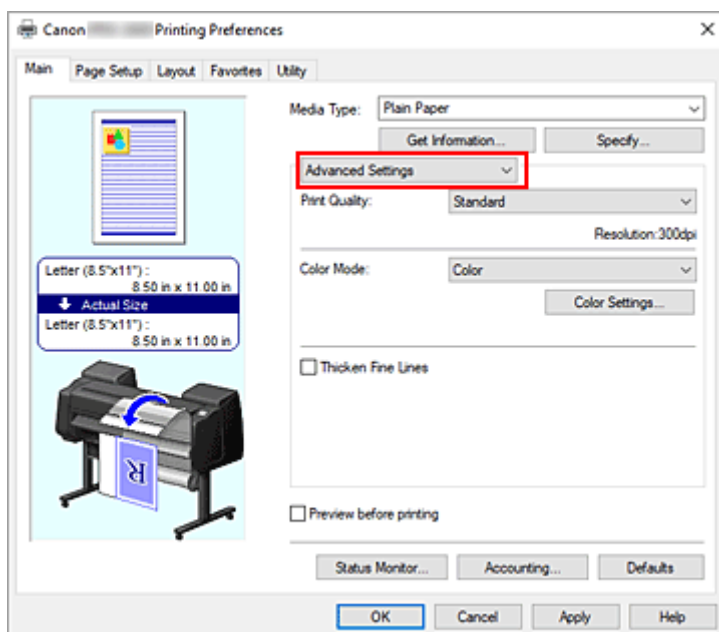 Canon Printing Preferences
Main Page Setup Layout Favorites Utility
Media Type: Plain Paper
Get Information... Specify...
Advanced Settings
Print Quality: Standard
Resolution:300dpi
Color Mode: Color
Color Settings...
Thicken Fine Lines
Letter (8.5"x11") :
8.50 in x 11.00 in
Actual Size
Letter (8.5"x11") :
8.50 in x 11.00 in
R
Preview before printing
Status Monitor... Accounting... Defaults
OK Cancel Apply Help